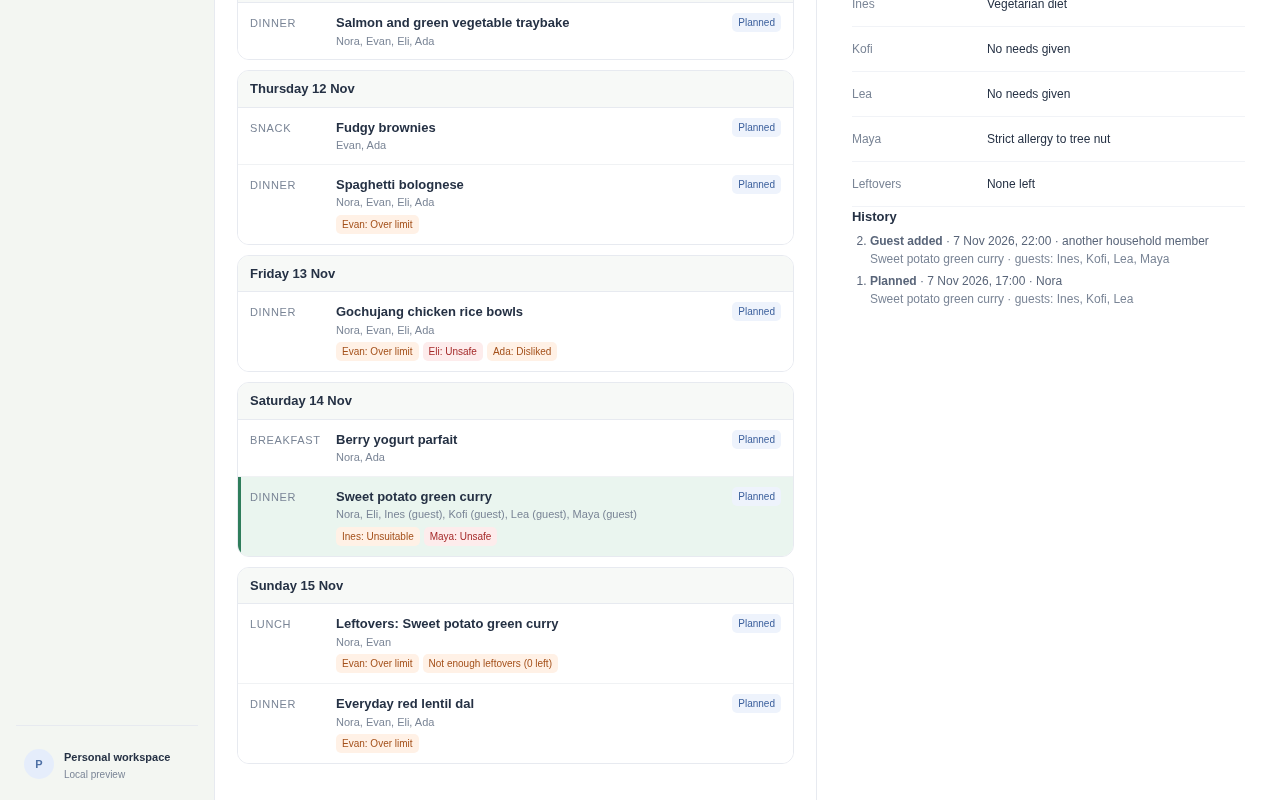 DINNER
Salmon and green vegetable traybake
Planned
Nora, Evan, Eli, Ada
Thursday 12 Nov
SNACK
Fudgy brownies
Planned
Evan, Ada
DINNER
Spaghetti bolognese
Planned
Nora, Evan, Eli, Ada
Evan: Over limit
Friday 13 Nov
DINNER
Gochujang chicken rice bowls
Planned
Nora, Evan, Eli, Ada
Evan: Over limit Eli: Unsafe Ada: Disliked
Saturday 14 Nov
BREAKFAST
Berry yogurt parfait
Planned
Nora, Ada
DINNER
Sweet potato green curry
Planned
Nora, Eli, Ines (guest), Kofi (guest), Lea (guest), Maya (guest)
Ines: Unsuitable Maya: Unsafe
Sunday 15 Nov
LUNCH
Leftovers: Sweet potato green curry
Planned
Nora, Evan
Evan: Over limit Not enough leftovers (0 left)
DINNER
Everyday red lentil dal
Planned
Nora, Evan, Eli, Ada
Evan: Over limit
Ines Vegetarian diet
Kofi No needs given
Lea No needs given
Maya Strict allergy to tree nut
Leftovers None left
History
2. Guest added · 7 Nov 2026, 22:00 · another household member
Sweet potato green curry · guests: Ines, Kofi, Lea, Maya
1. Planned · 7 Nov 2026, 17:00 · Nora
Sweet potato green curry · guests: Ines, Kofi, Lea
P
Personal workspace
Local preview